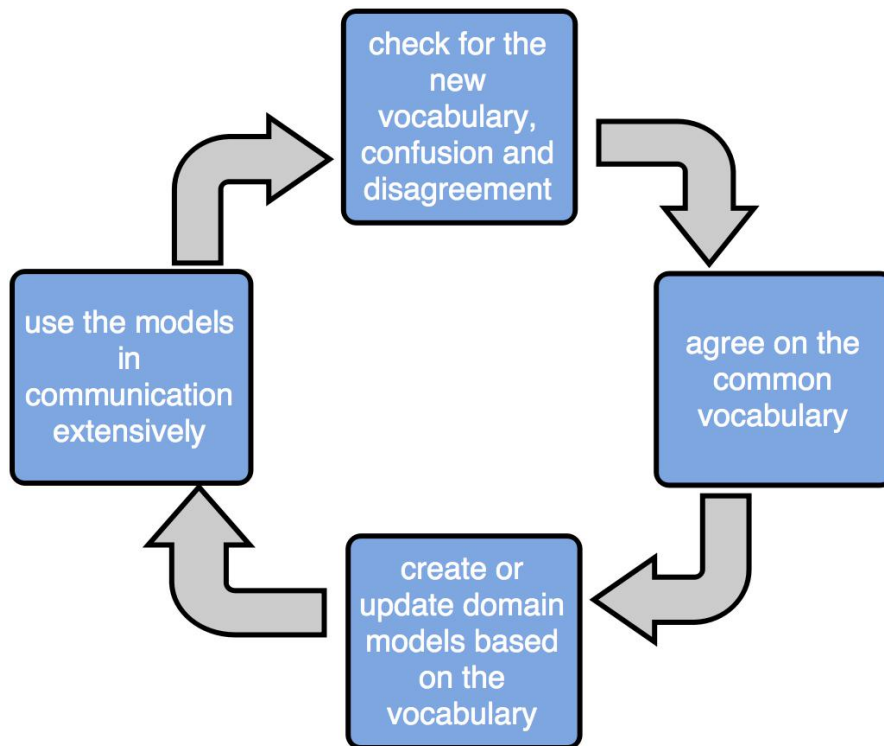 check for the
new
vocabulary,
confusion and
disagreement
agree on the
common
vocabulary
create or
update domain
models based
on the
vocabulary
use the models
in
communication
extensively